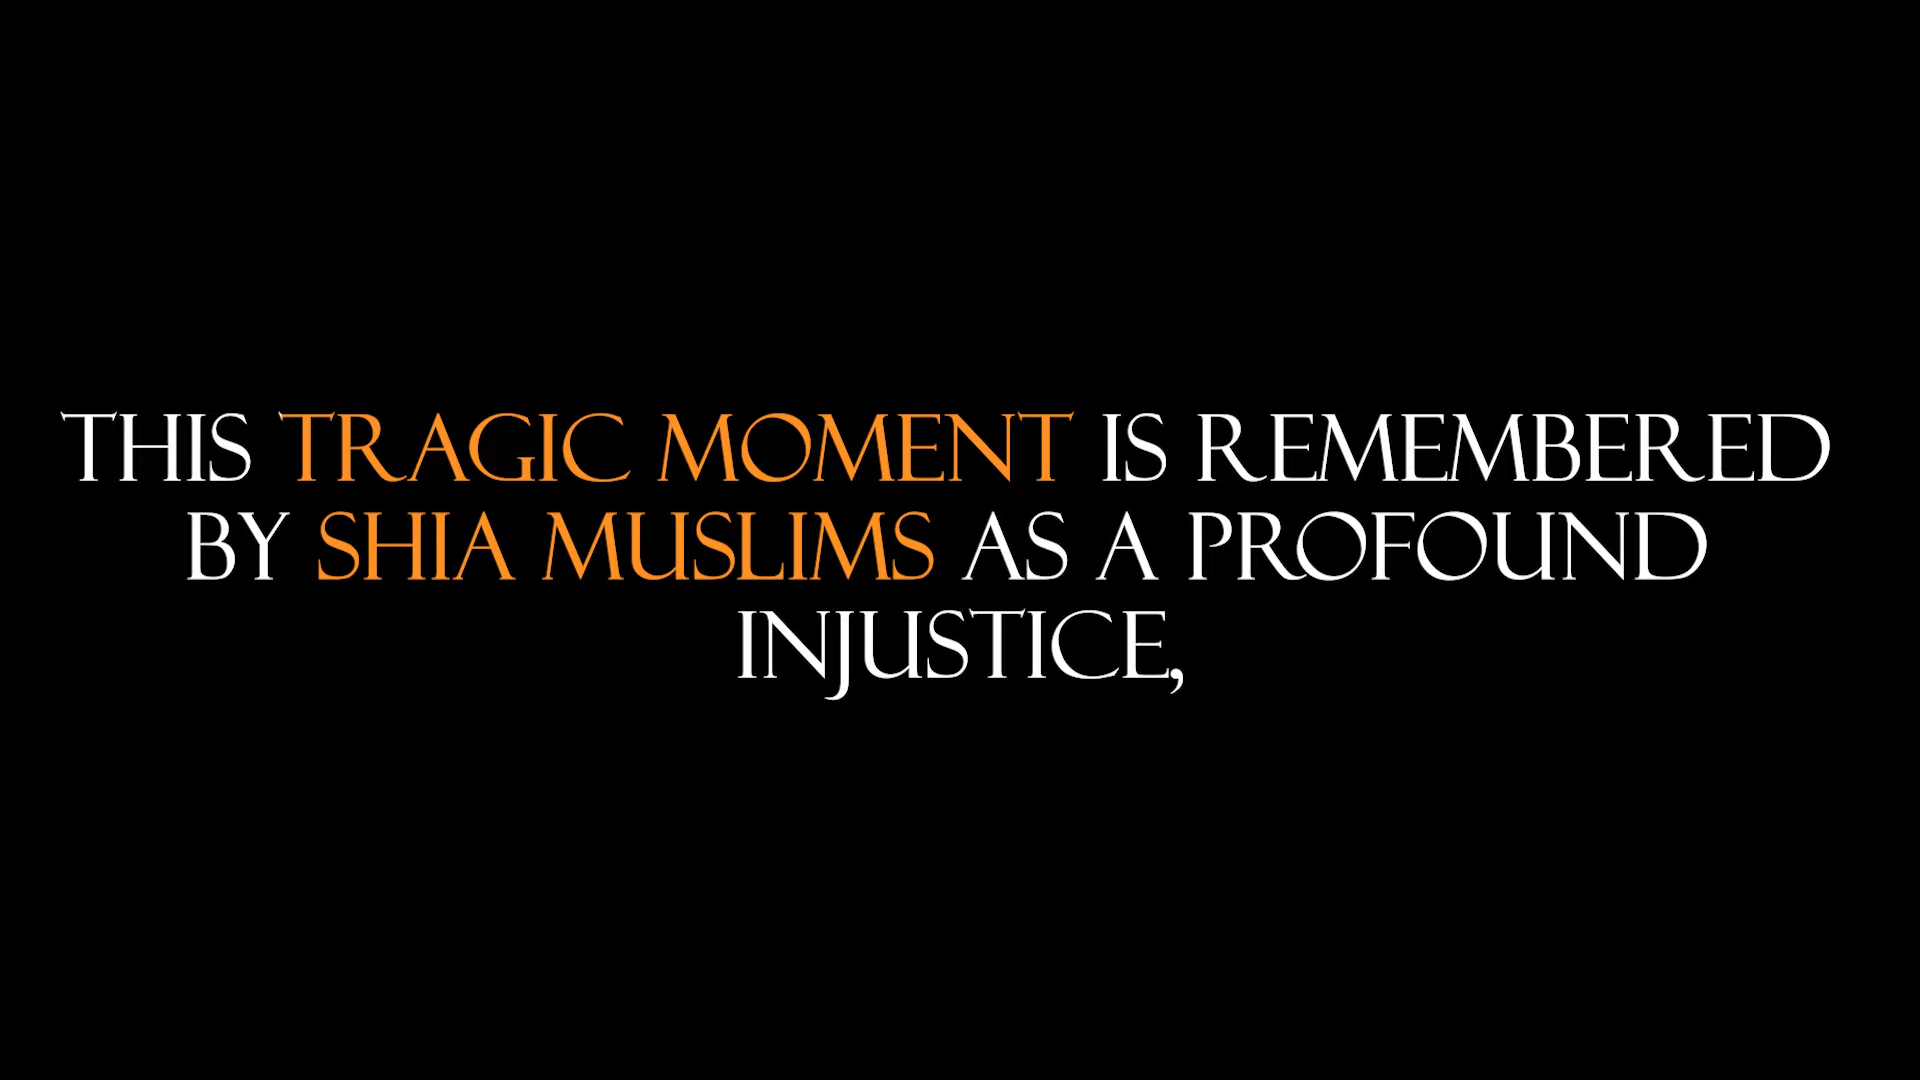 THIS TRAGIC MOMENT IS REMEMBERED
BY SHIA MUSLIMS AS A PROFOUND
INJUSTICE,